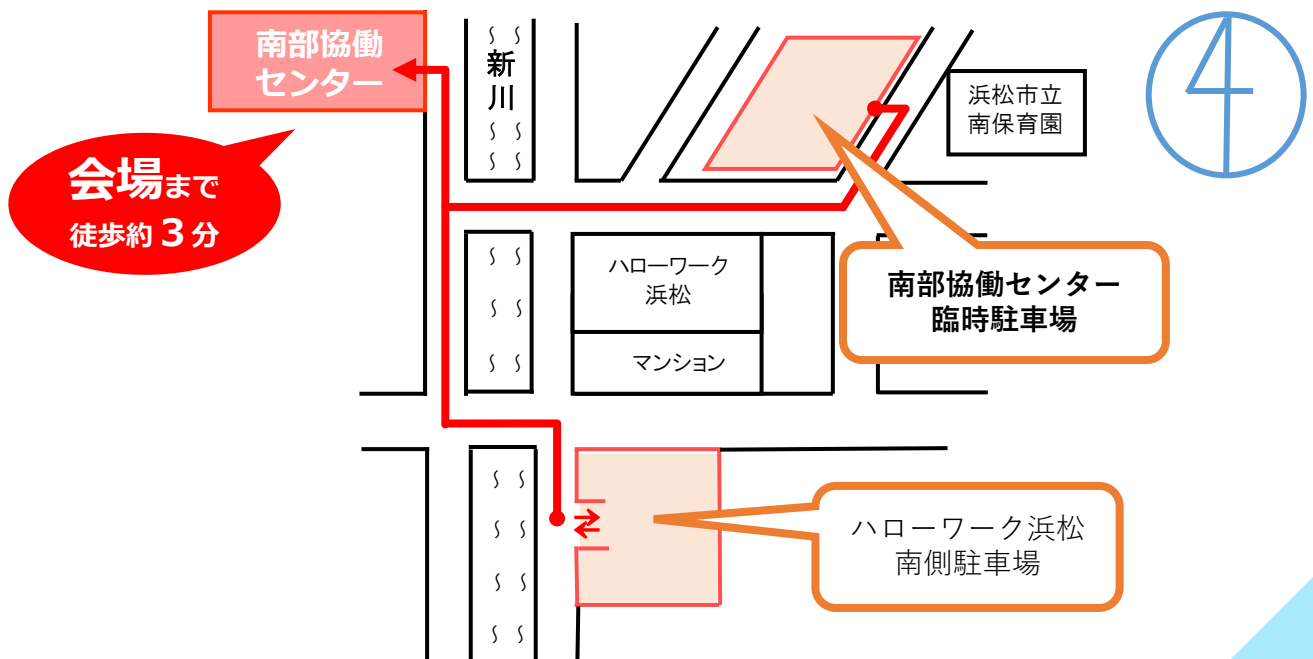 南部協働
センター
新川
浜松市立
南保育園
会場まで
徒歩約３分
ハローワーク
浜松
マンション
南部協働センター
臨時駐車場
ハローワーク浜松
南側駐車場